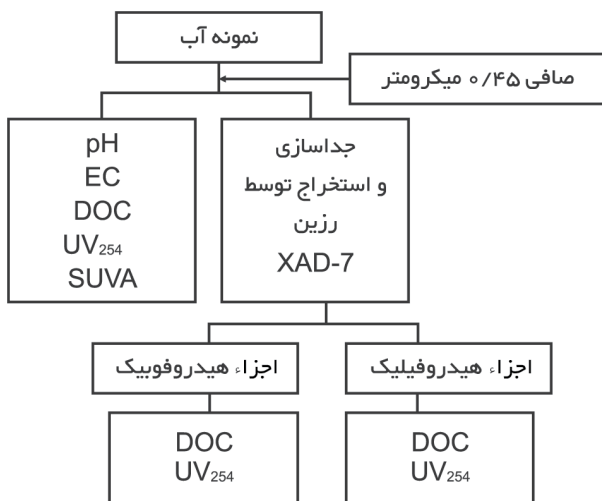 نمونه آب
صافی ۰/۴۵ میکرومتر
pH
EC
DOC
UV254
SUVA
جداسازی
و استخراج توسط
رزین
XAD-7
اجزاء هیدروفوبیک
اجزاء هیدروفیلیک
DOC
UV254
DOC
UV254